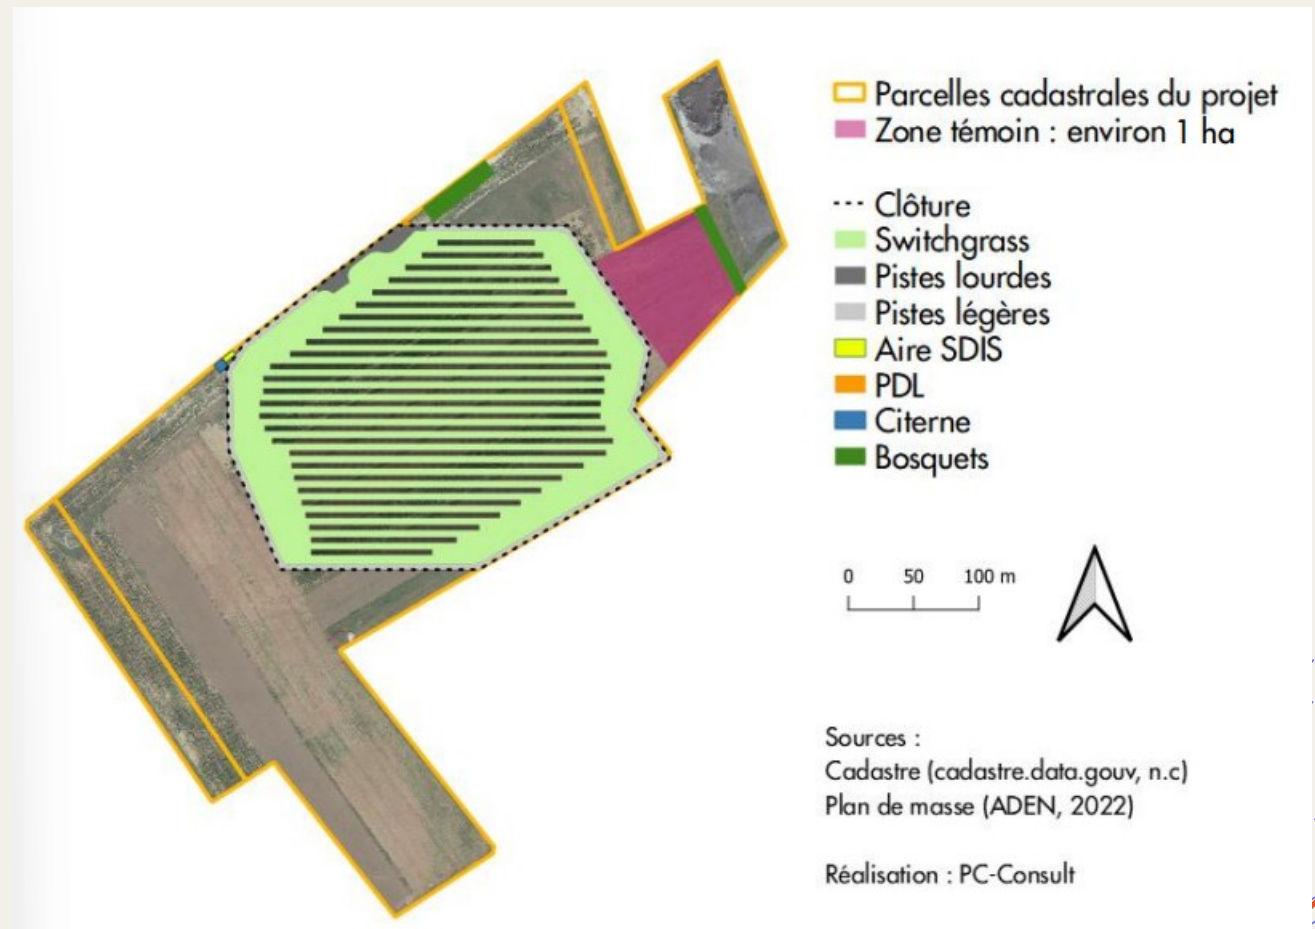 Parcelles cadastrales du projet
Zone témoin : environ 1 ha
Clôture
Switchgrass
Pistes lourdes
Pistes légères
Aire SDIS
PDL
Citerne
Bosquets
0 50 100 m
Sources :
Cadastre (cadastre.data.gouv, n.c)
Plan de masse (ADEN, 2022)
Réalisation : PC-Consult